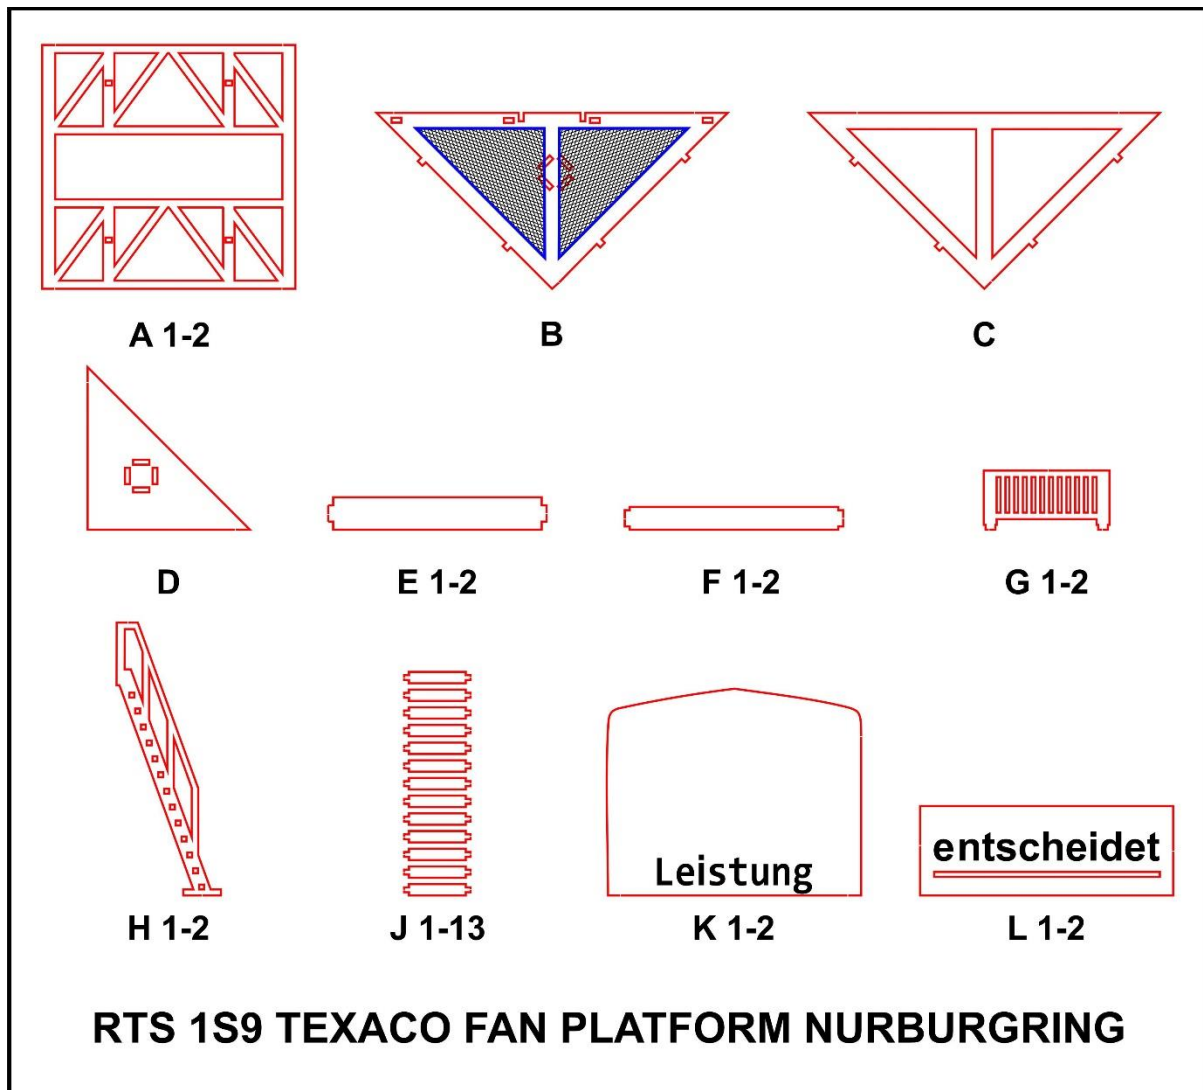 A 1-2
B
C
D
E 1-2
F 1-2
G 1-2
Leistung
entscheidet
H 1-2
J 1-13
K 1-2
L 1-2
RTS 1S9 TEXACO FAN PLATFORM NURBURGRING